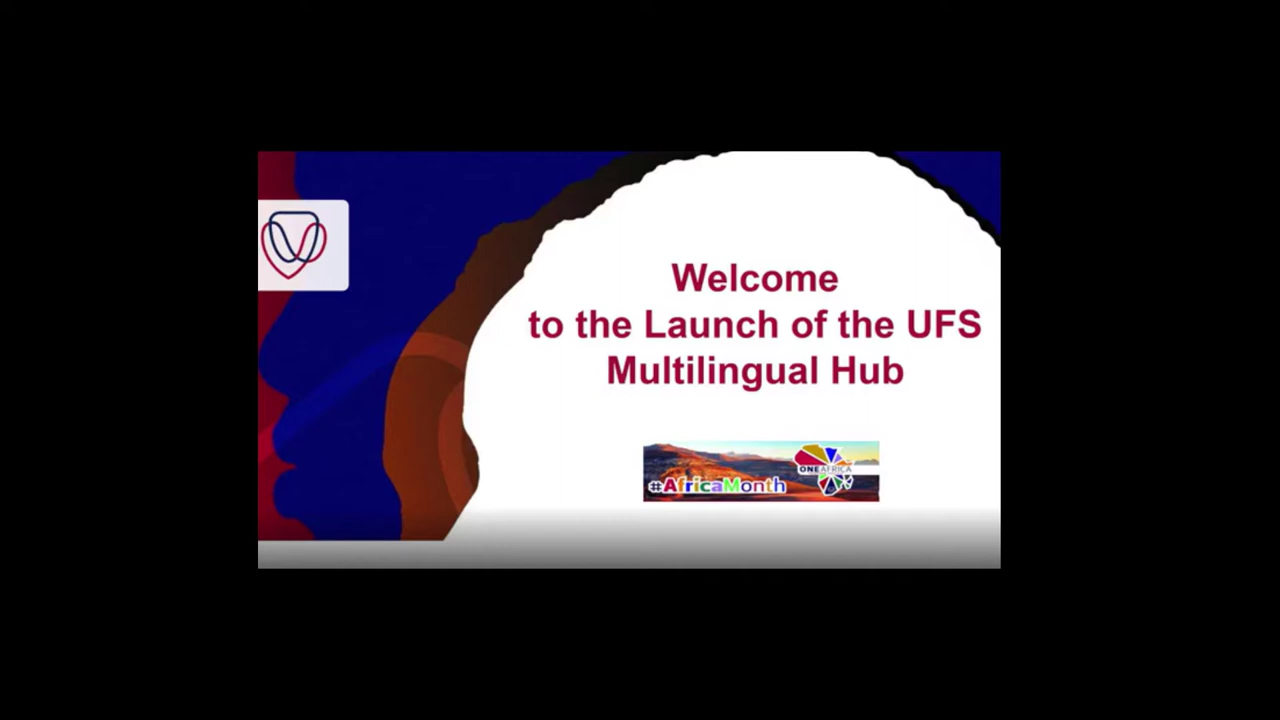 Welcome
to the Launch of the UFS
Multilingual Hub
ONEAFRICA
#AfricaMonth